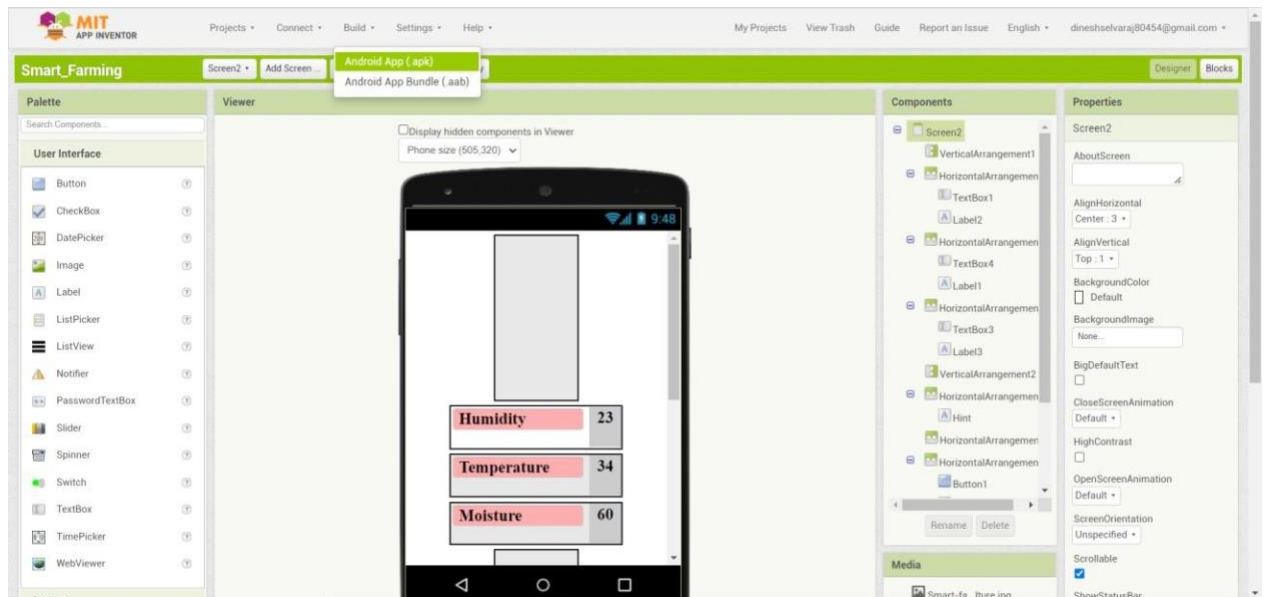 MIT
APP INVENTOR
Projects Connect Build Settings Help
My Projects View Trash Guide Report an Issue English dineshselvaraj80454@gmail.com
Smart_Farming
Screen2 Add Screen ...
Android App (.apk)
Android App Bundle (.aab)
Designer Blocks
Palette
Search Components...
User Interface
Button
CheckBox
DatePicker
Image
Label
ListPicker
ListView
Notifier
PasswordTextBox
Slider
Spinner
Switch
TextBox
TimePicker
WebViewer
Viewer
Display hidden components in Viewer
Phone size (505,320)
9:48
Humidity 23
Temperature 34
Moisture 60
Components
Screen2
VerticalArrangement1
HorizontalArrangemen
TextBox1
Label2
HorizontalArrangemen
TextBox4
Label1
HorizontalArrangemen
TextBox3
Label3
VerticalArrangement2
HorizontalArrangemen
Hint
HorizontalArrangemen
HorizontalArrangemen
Button1
Rename Delete
Media
Smart-fa...lture.jpg
Properties
Screen2
AboutScreen
AlignHorizontal
Center : 3
AlignVertical
Top : 1
BackgroundColor
Default
BackgroundImage
None...
BigDefaultText
CloseScreenAnimation
Default
HighContrast
OpenScreenAnimation
Default
ScreenOrientation
Unspecified
Scrollable
ShowStatusBar